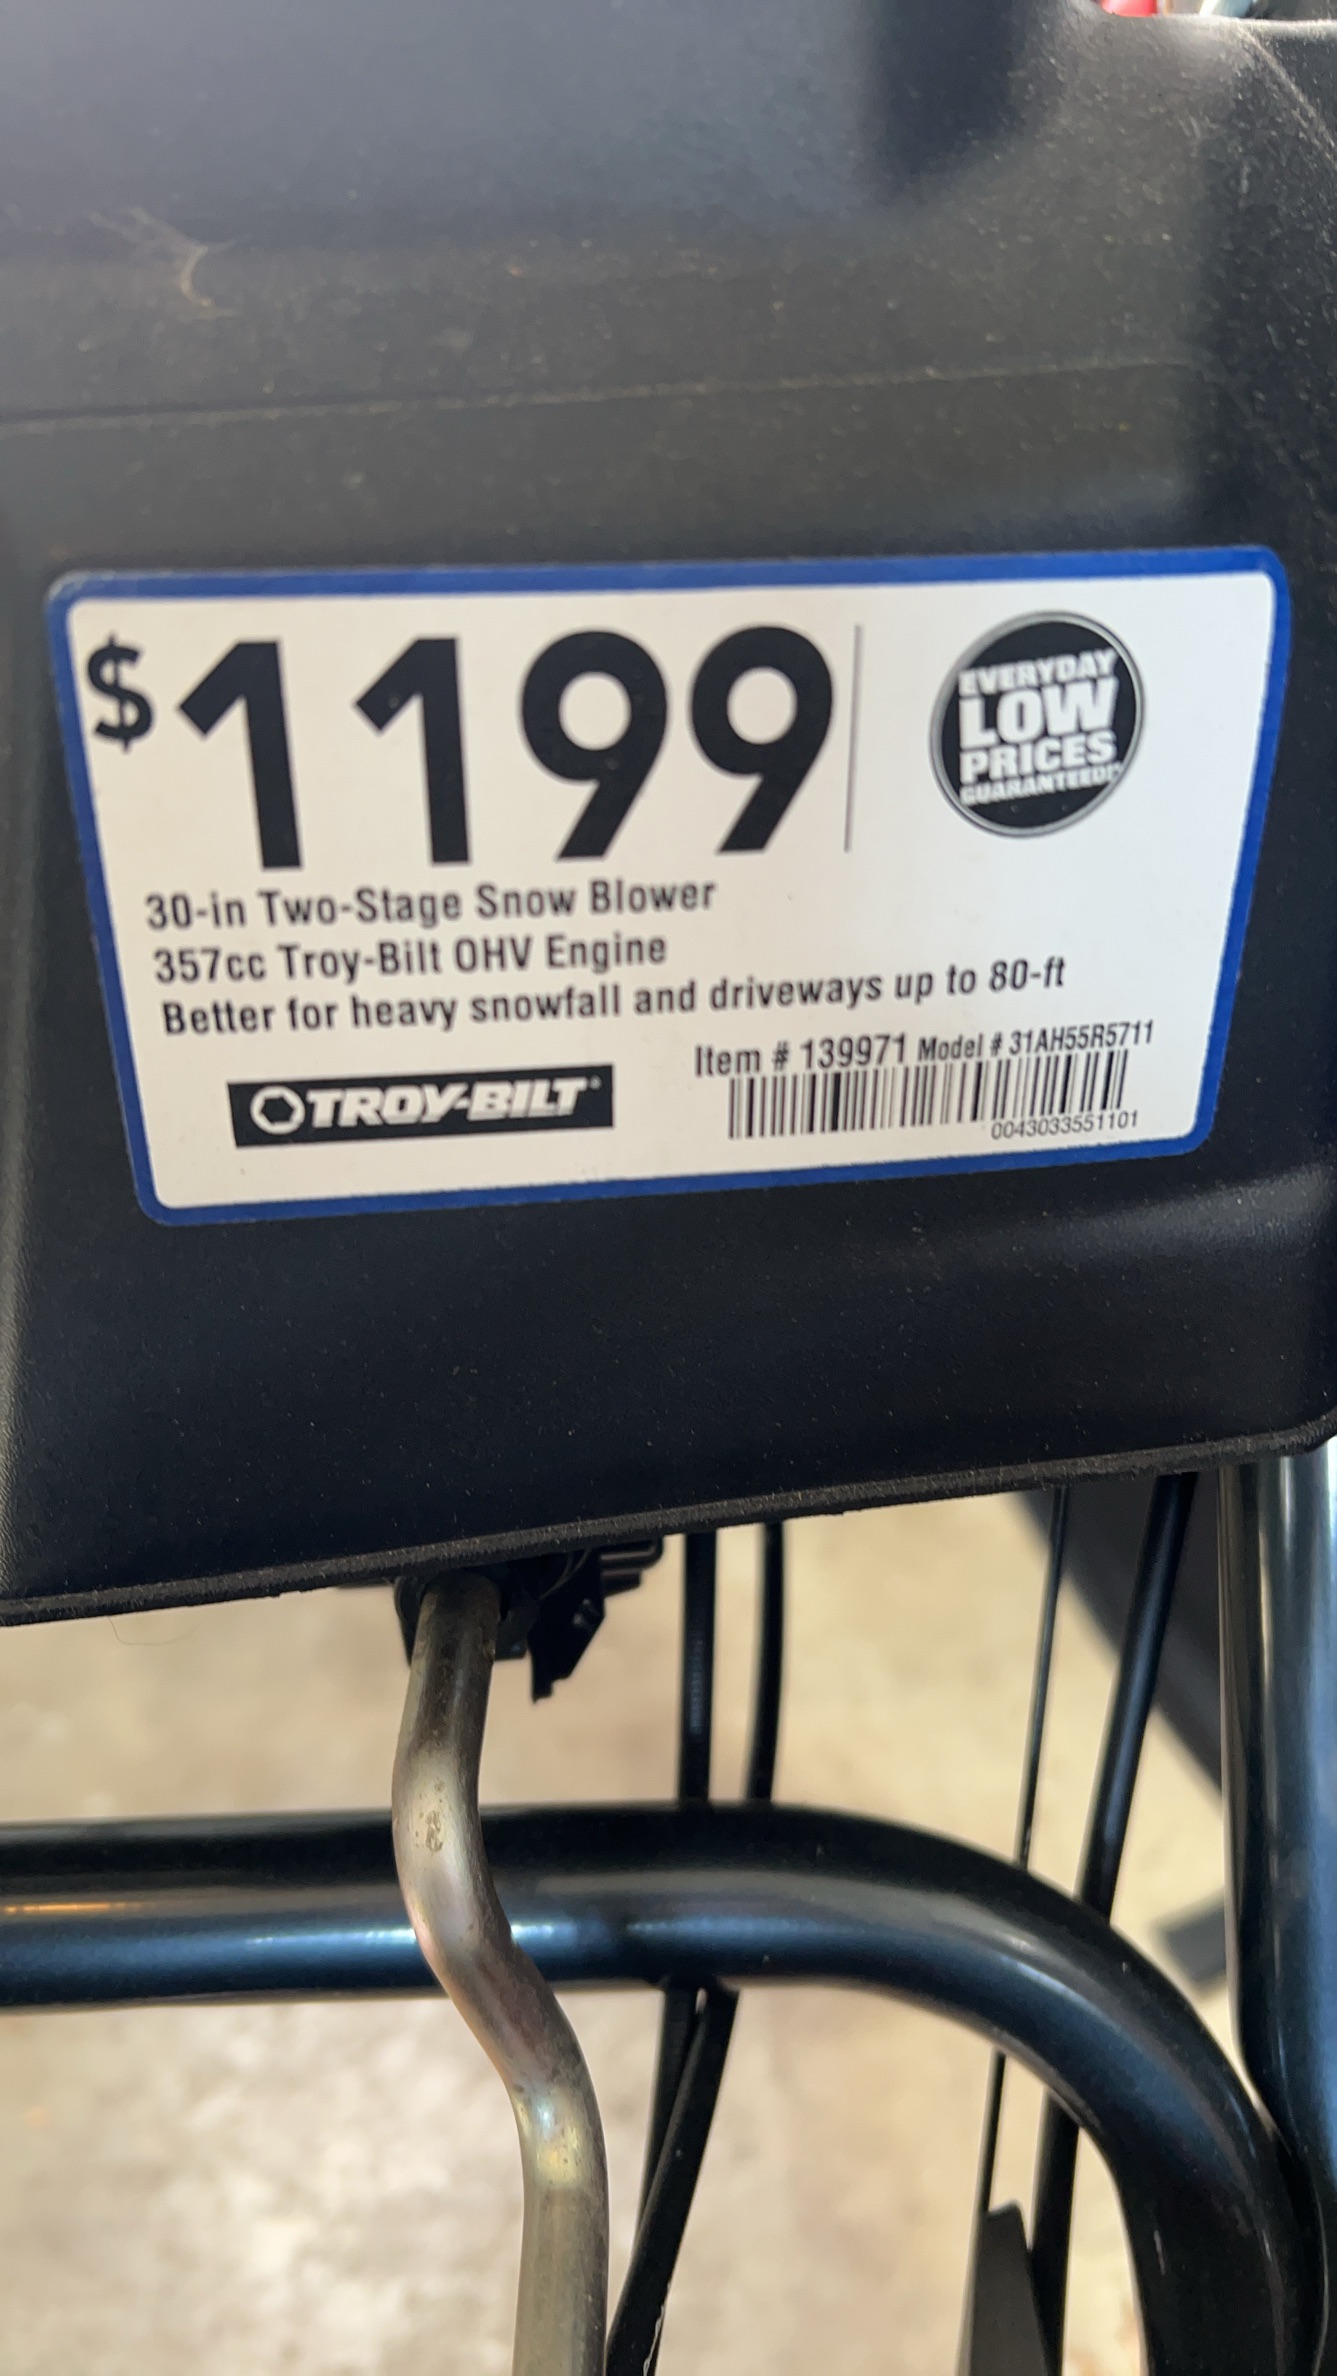 $1199
EVERYDAY
LOW
PRICES
GUARANTEED!
30-in Two-Stage Snow Blower
357cc Troy-Bilt OHV Engine
Better for heavy snowfall and driveways up to 80-ft
Item # 139971 Model # 31AH55R5711
0043033551101
TROY-BILT®